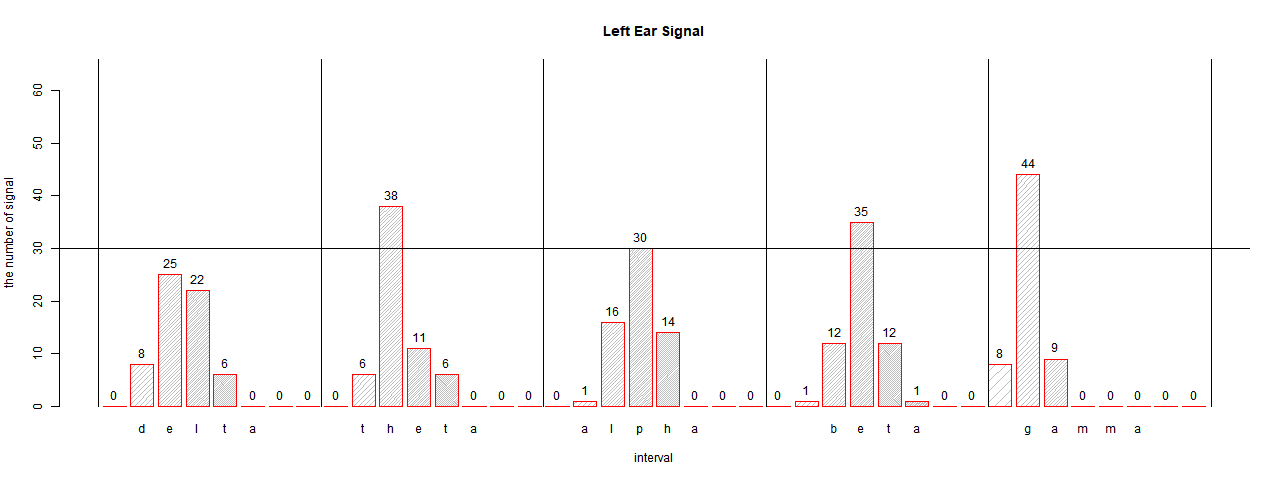 Left Ear Signal
the number of signal
60
50
40
30
20
10
0
0 8 25 22 6 0 0 0 0 6 38 11 6 0 0 0 0 1 16 30 14 0 0 0 0 1 12 35 12 1 0 0 8 44 9 0 0 0 0 0
d e l t a t h e t a a l p h a b e t a g a m m a
interval